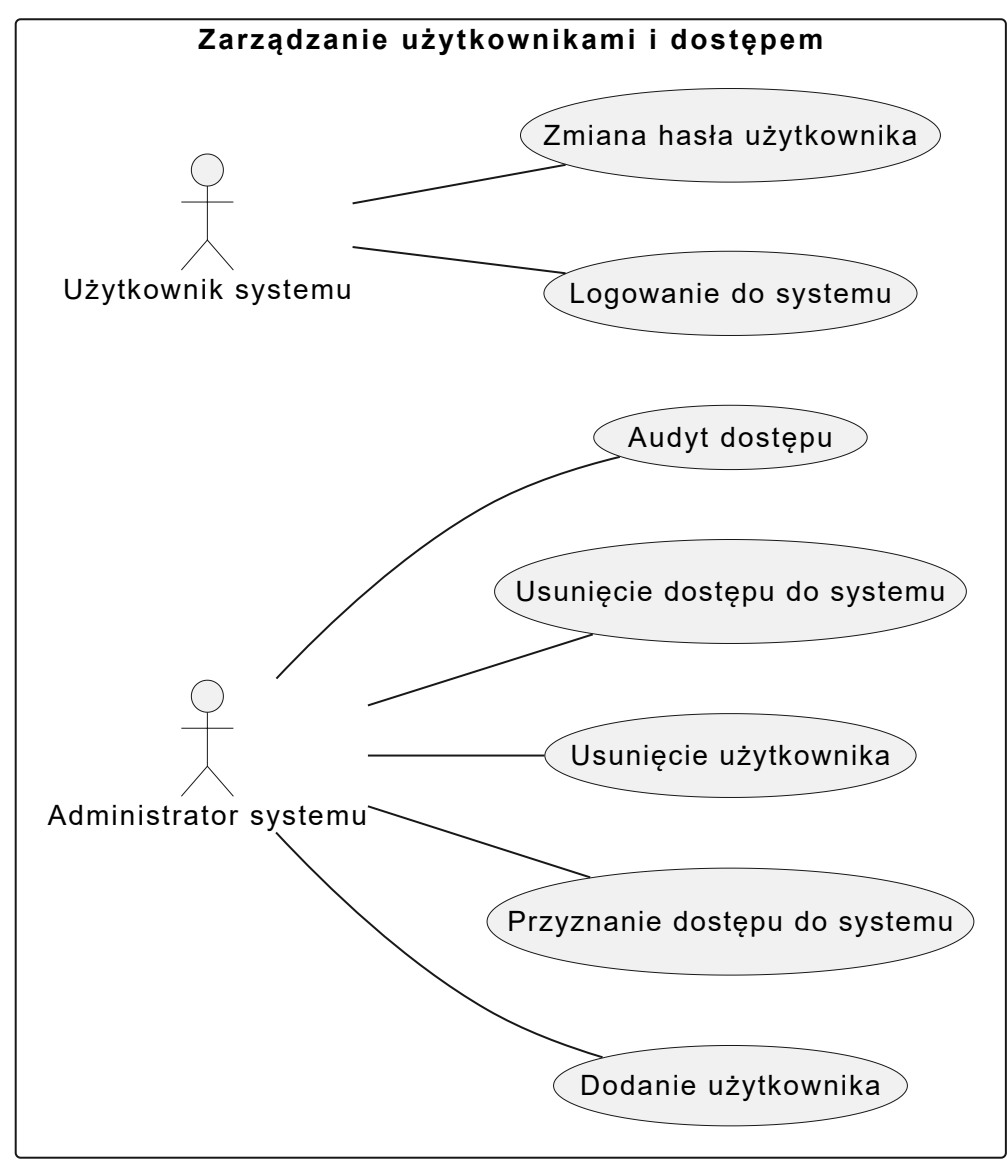 Zarządzanie użytkownikami i dostępem
Zmiana hasła użytkownika
Użytkownik systemu
Logowanie do systemu
Audyt dostępu
Usunięcie dostępu do systemu
Usunięcie użytkownika
Administrator systemu
Przyznanie dostępu do systemu
Dodanie użytkownika